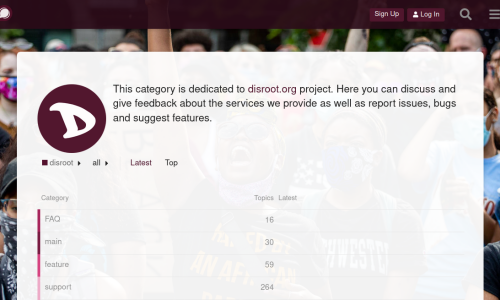 Sign Up Log In
This category is dedicated to disroot.org project. Here you can discuss and
give feedback about the services we provide as well as report issues, bugs
and suggest features.
disroot all Latest Top
Category Topics Latest
FAQ 16
main 30
feature 59
support 264